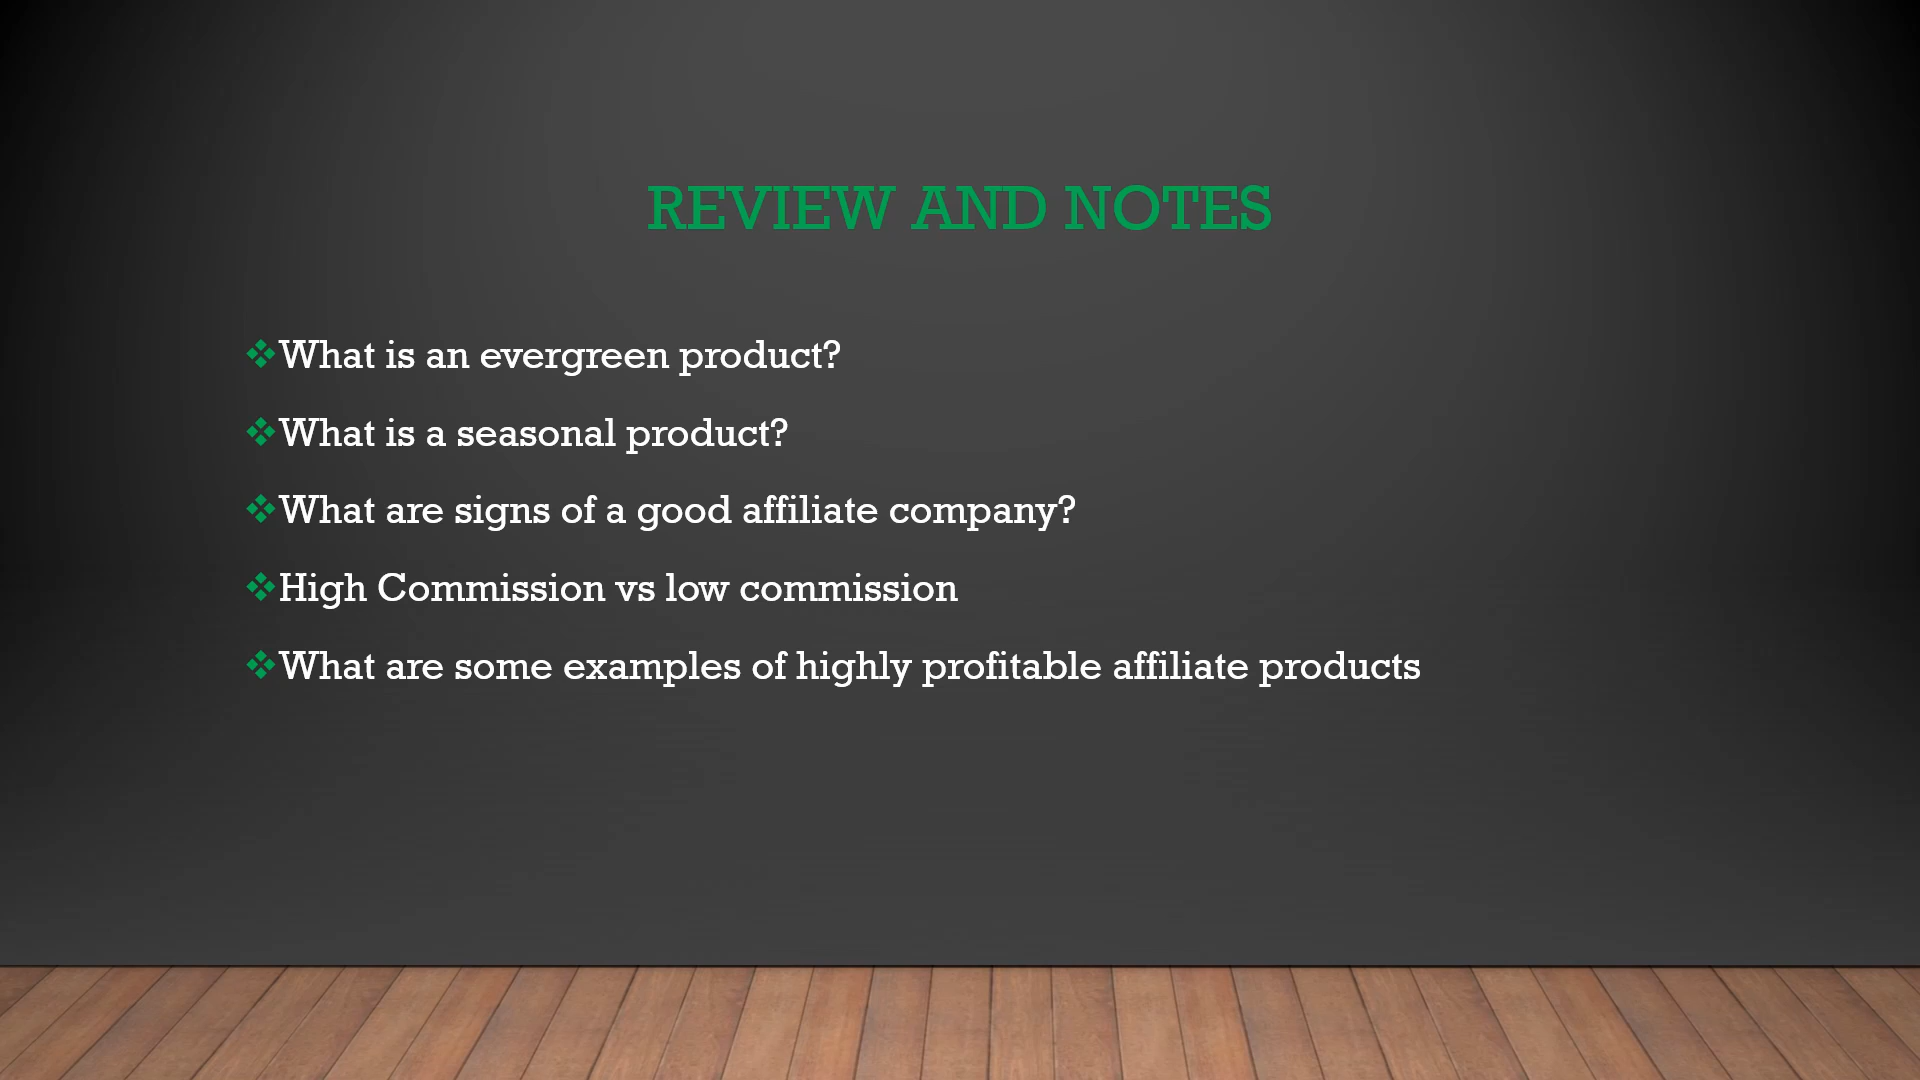 REVIEW AND NOTES
❖What is an evergreen product?
❖What is a seasonal product?
❖What are signs of a good affiliate company?
❖High Commission vs low commission
❖What are some examples of highly profitable affiliate products